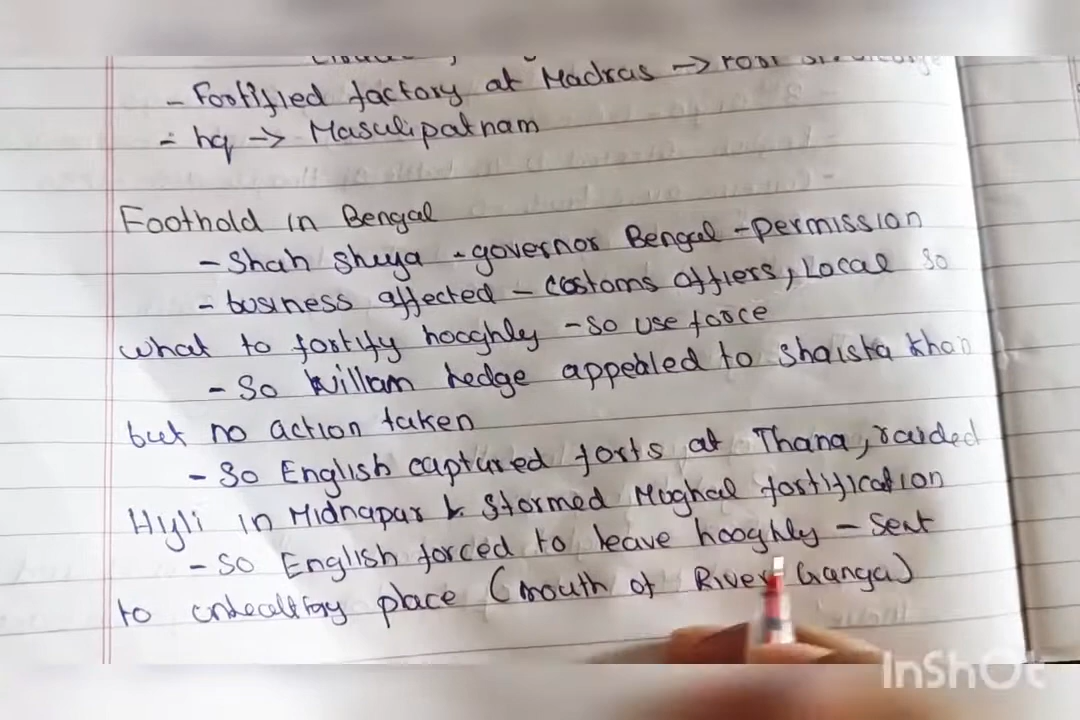 - Fortified factory at Madras →
- hq → Masulipatnam
Foothold in Bengal
- Shah Shuja - governor Bengal - permission
- business affected - customs offiers, Local so
what to fortify hooghly - so use force
- So William hedge appealed to Shaista khan
but no action taken
- So English captured forts at Thana, raided
Hijli in Midnapur & stormed Mughal fortification
- So English forced to leave hooghly - sent
to unhealthy place (mouth of River Ganga)
InShOt